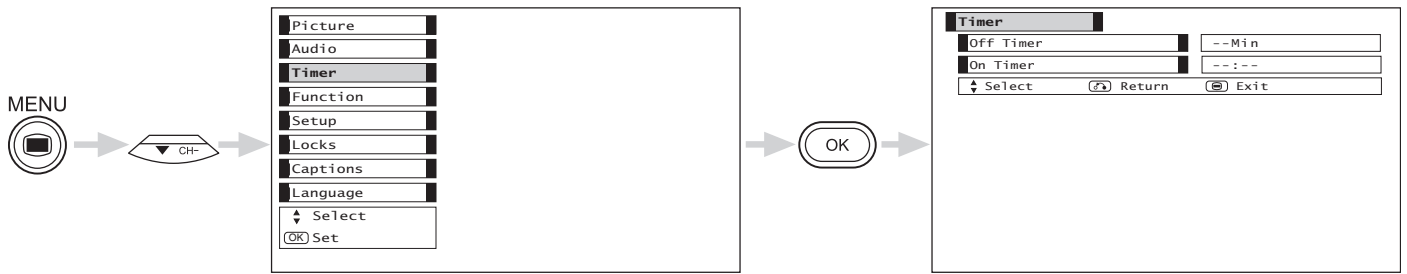 MENU
CH−
Picture
Audio
Timer
Function
Setup
Locks
Captions
Language
Select
OK Set
OK
Timer
Off Timer --Min
On Timer --:--
Select Return Exit